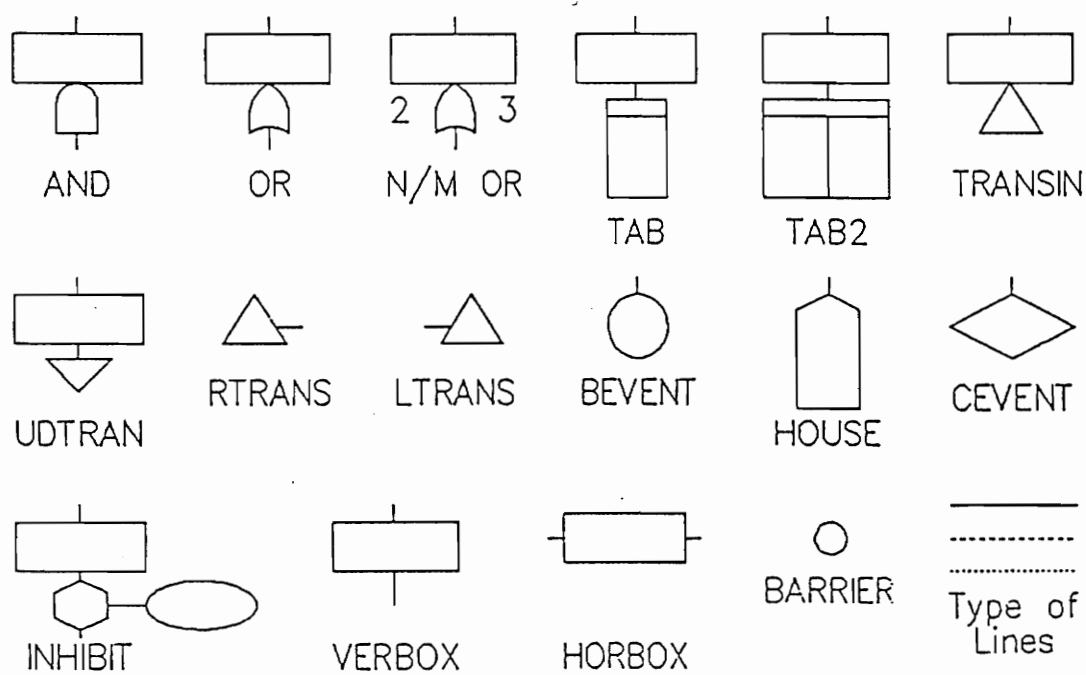 2 3
AND OR N/M OR TRANSIN
TAB TAB2
RTRANS LTRANS BEVENT
CEVENT
UDTRAN HOUSE
BARRIER
Type of
Lines
INHIBIT VERBOX HORBOX